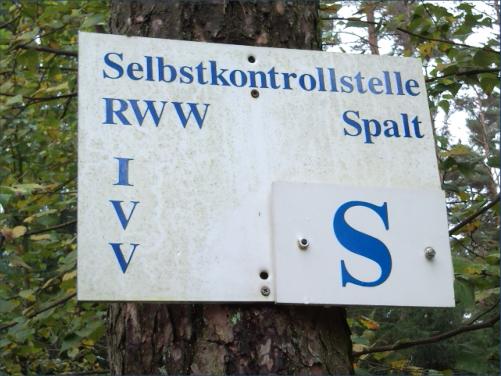 Selbstkontrollstelle
RWW Spalt
I
V
V
S